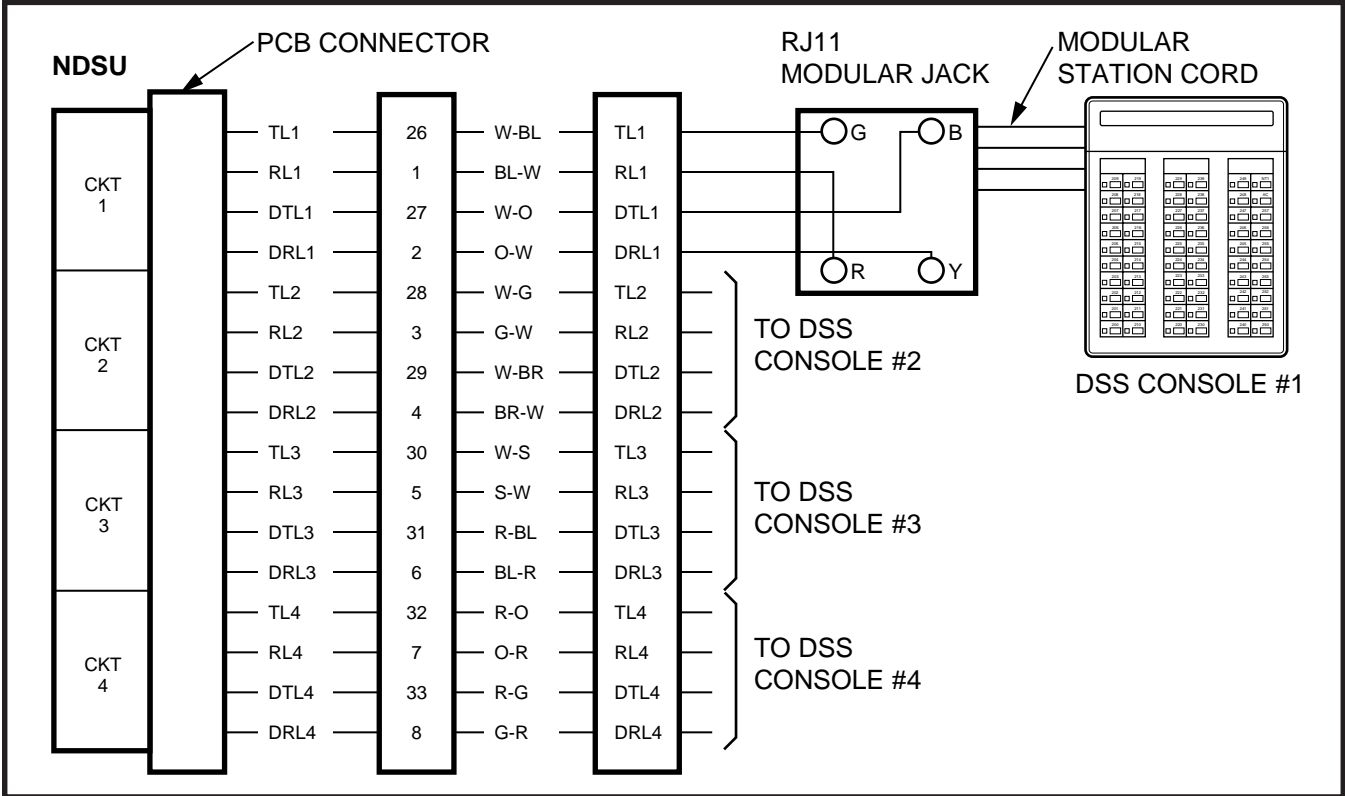 NDSU
PCB CONNECTOR
RJ11
MODULAR JACK
MODULAR
STATION CORD
CKT
1
TL1 26 W-BL TL1
RL1 1 BL-W RL1
DTL1 27 W-O DTL1
DRL1 2 O-W DRL1
G B
R Y
DSS CONSOLE #1
CKT
2
TL2 28 W-G TL2
RL2 3 G-W RL2
DTL2 29 W-BR DTL2
DRL2 4 BR-W DRL2
TO DSS
CONSOLE #2
CKT
3
TL3 30 W-S TL3
RL3 5 S-W RL3
DTL3 31 R-BL DTL3
DRL3 6 BL-R DRL3
TO DSS
CONSOLE #3
CKT
4
TL4 32 R-O TL4
RL4 7 O-R RL4
DTL4 33 R-G DTL4
DRL4 8 G-R DRL4
TO DSS
CONSOLE #4